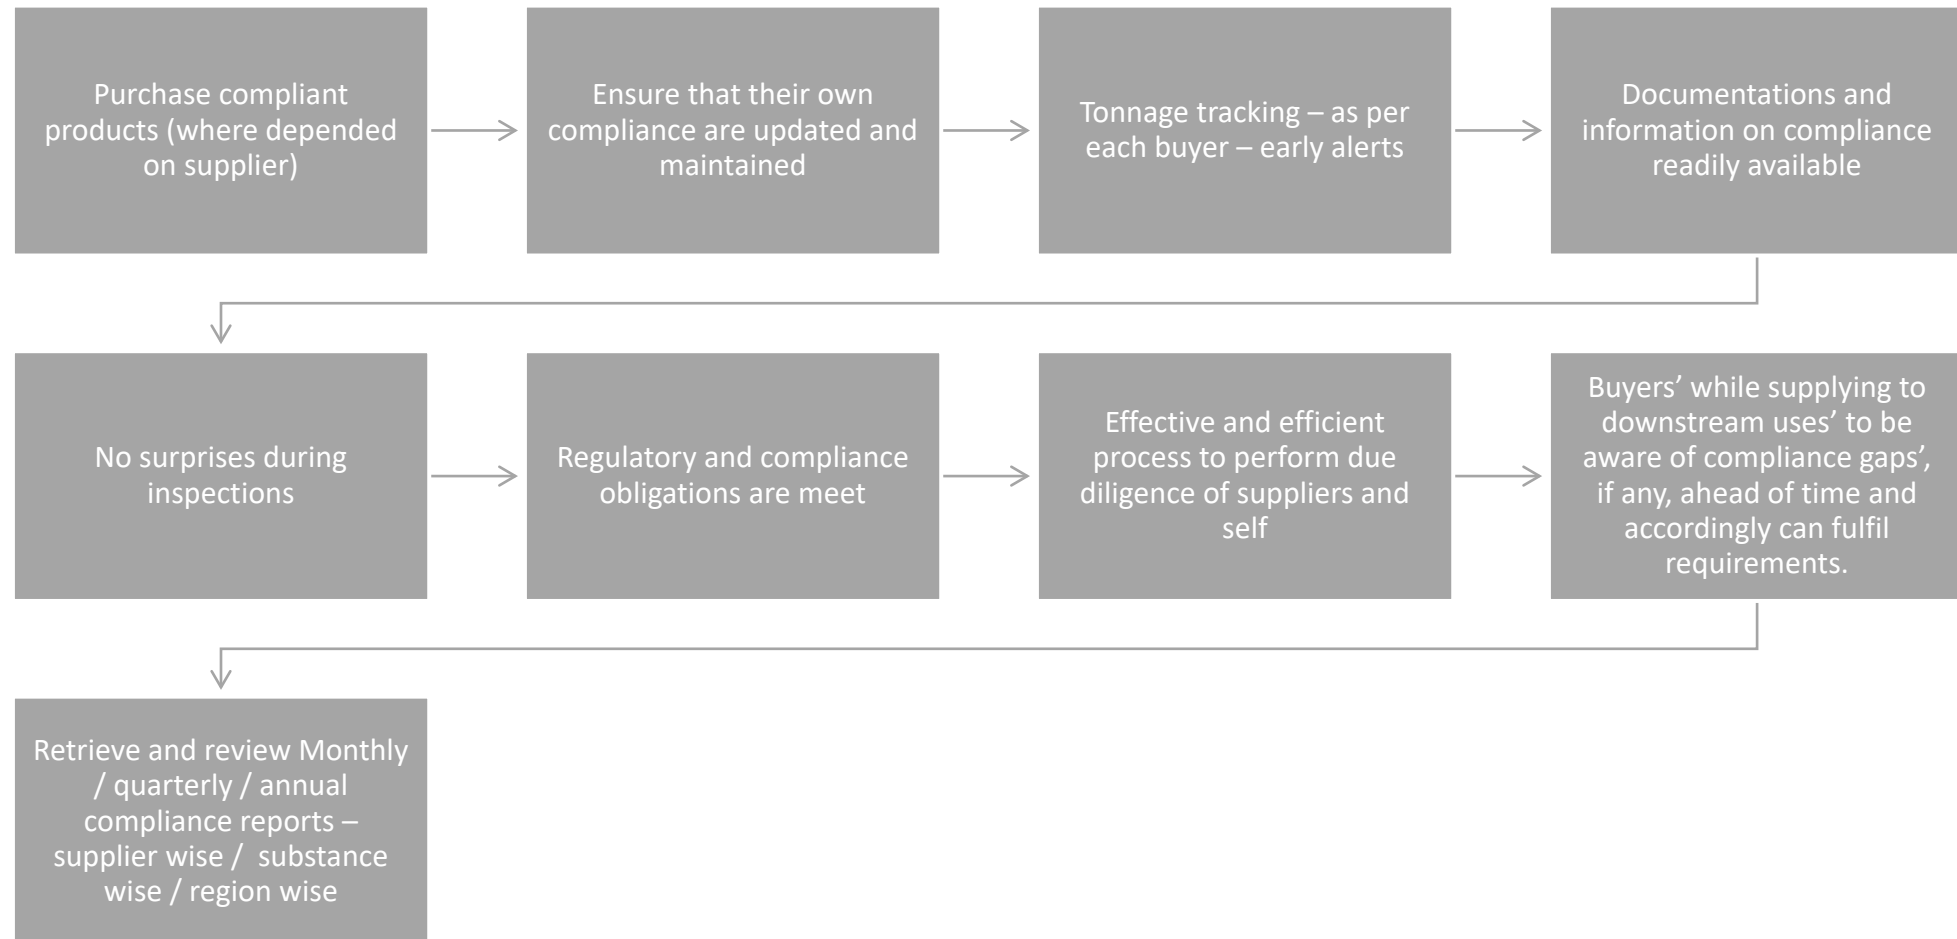 Purchase compliant
products (where depended
on supplier)
Ensure that their own
compliance are updated and
maintained
Tonnage tracking – as per
each buyer – early alerts
Documentations and
information on compliance
readily available
No surprises during
inspections
Regulatory and compliance
obligations are meet
Effective and efficient
process to perform due
diligence of suppliers and
self
Buyers’ while supplying to
downstream uses’ to be
aware of compliance gaps’,
if any, ahead of time and
accordingly can fulfil
requirements.
Retrieve and review Monthly
/ quarterly / annual
compliance reports –
supplier wise / substance
wise / region wise